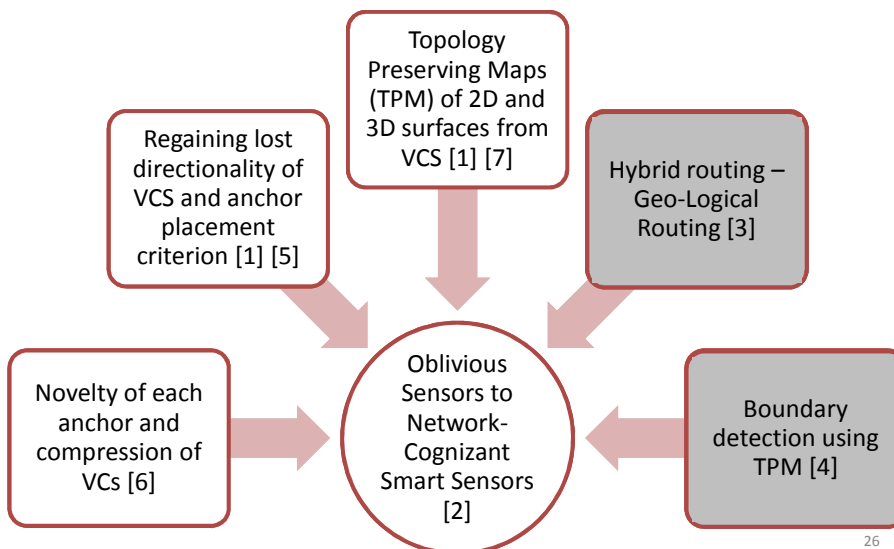 Topology
Preserving Maps
(TPM) of 2D and
3D surfaces from
VCS [1] [7]
Regaining lost
directionality of
VCS and anchor
placement
criterion [1] [5]
Hybrid routing –
Geo-Logical
Routing [3]
Novelty of each
anchor and
compression of
VCs [6]
Oblivious
Sensors to
Network-
Cognizant
Smart Sensors
[2]
Boundary
detection using
TPM [4]
26